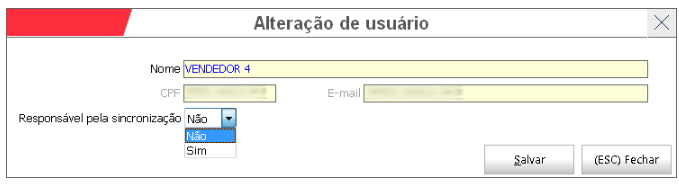 Alteração de usuário
Nome VENDEDOR 4
CPF E-mail
Responsável pela sincronização Não
Não
Sim
Salvar (ESC) Fechar